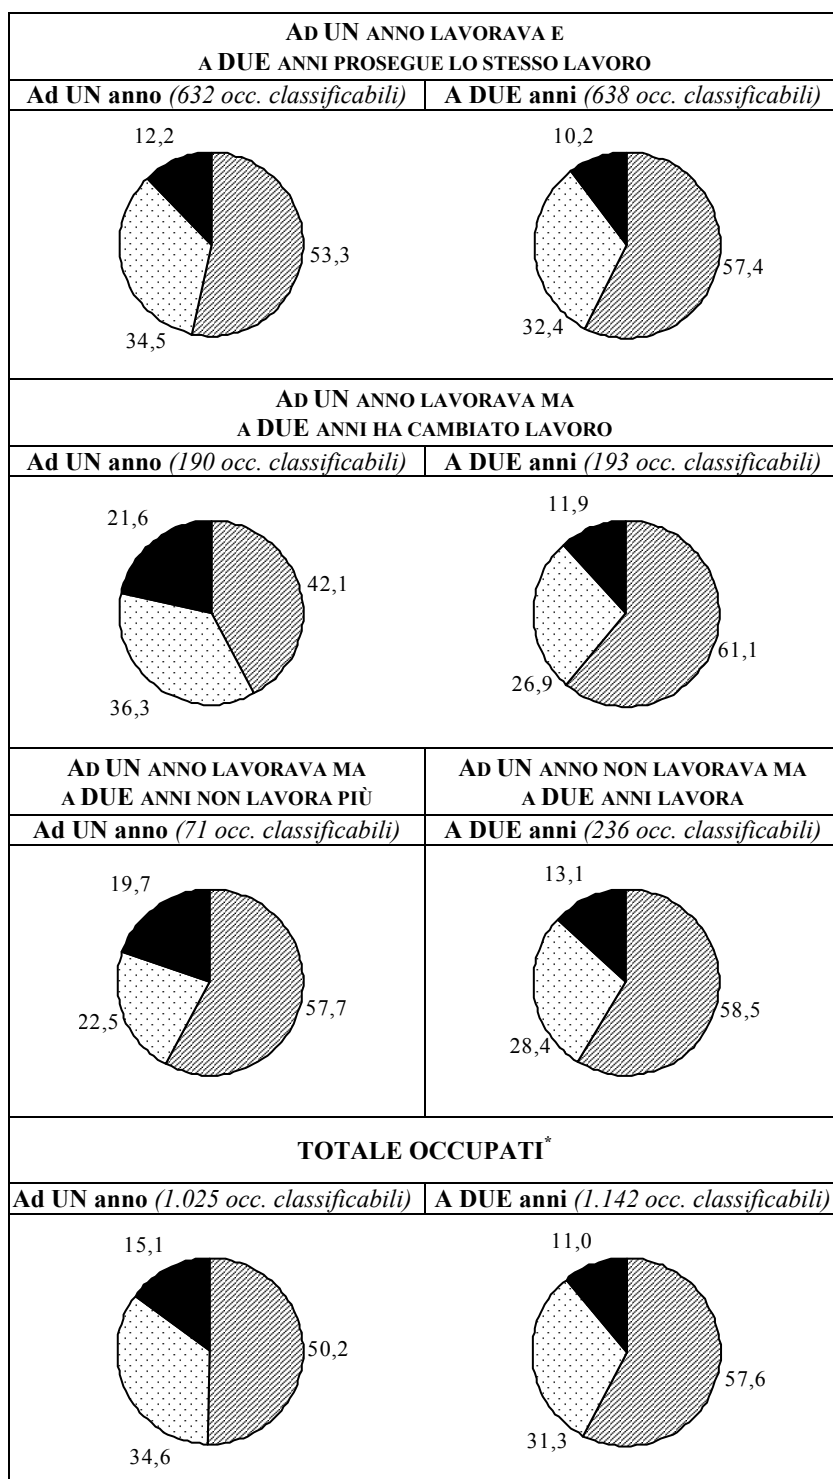 AD UN ANNO LAVORAVA E
A DUE ANNI PROSEGUE LO STESSO LAVORO
Ad UN anno (632 occ. classificabili)
A DUE anni (638 occ. classificabili)
12,2
53,3
34,5
10,2
57,4
32,4
AD UN ANNO LAVORAVA MA
A DUE ANNI HA CAMBIATO LAVORO
Ad UN anno (190 occ. classificabili)
A DUE anni (193 occ. classificabili)
21,6
42,1
36,3
11,9
61,1
26,9
AD UN ANNO LAVORAVA MA
A DUE ANNI NON LAVORA PIÙ
AD UN ANNO NON LAVORAVA MA
A DUE ANNI LAVORA
Ad UN anno (71 occ. classificabili)
A DUE anni (236 occ. classificabili)
19,7
57,7
22,5
13,1
58,5
28,4
TOTALE OCCUPATI*
Ad UN anno (1.025 occ. classificabili)
A DUE anni (1.142 occ. classificabili)
15,1
50,2
34,6
11,0
57,6
31,3